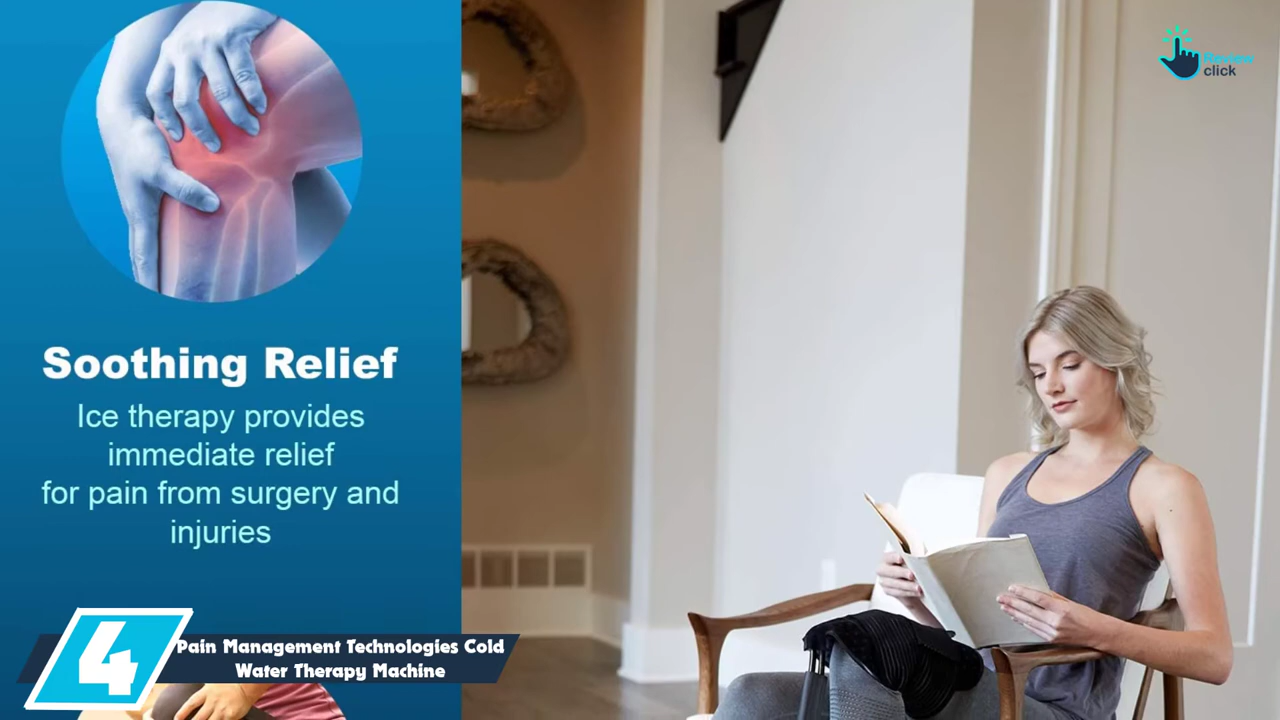 Review
click
Soothing Relief
Ice therapy provides
immediate relief
for pain from surgery and
injuries
4
Pain Management Technologies Cold
Water Therapy Machine